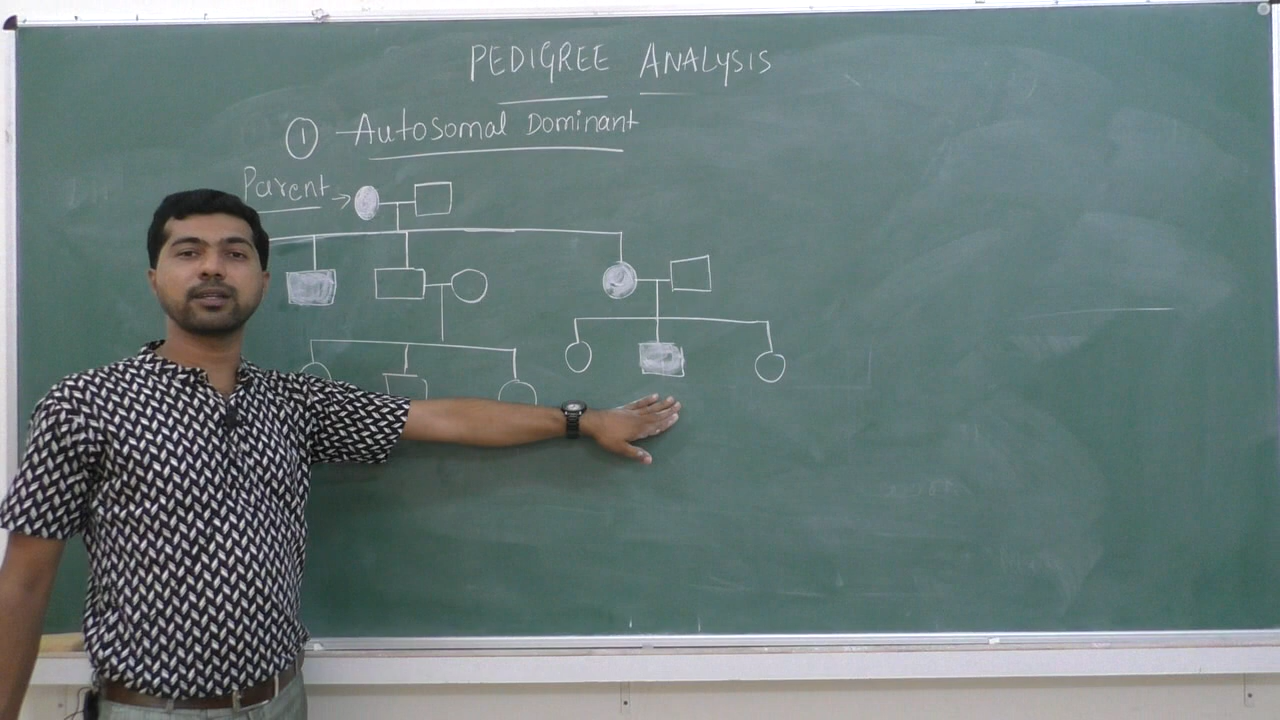 PEDIGREE ANALYSIS
① Autosomal Dominant
Parent →